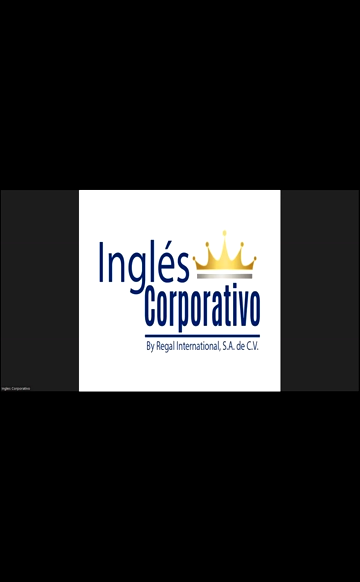 Inglés
Corporativo
By Regal International, S.A. de C.V.
Inglés Corporativo